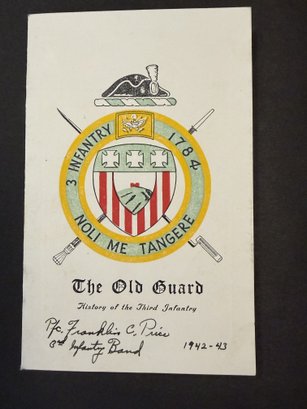 3 INFANTRY 1784
NOLI ME TANGERE
The Old Guard
History of the Third Infantry
Pfc. Franklin C. Price
3rd Infantry Band 1942-43